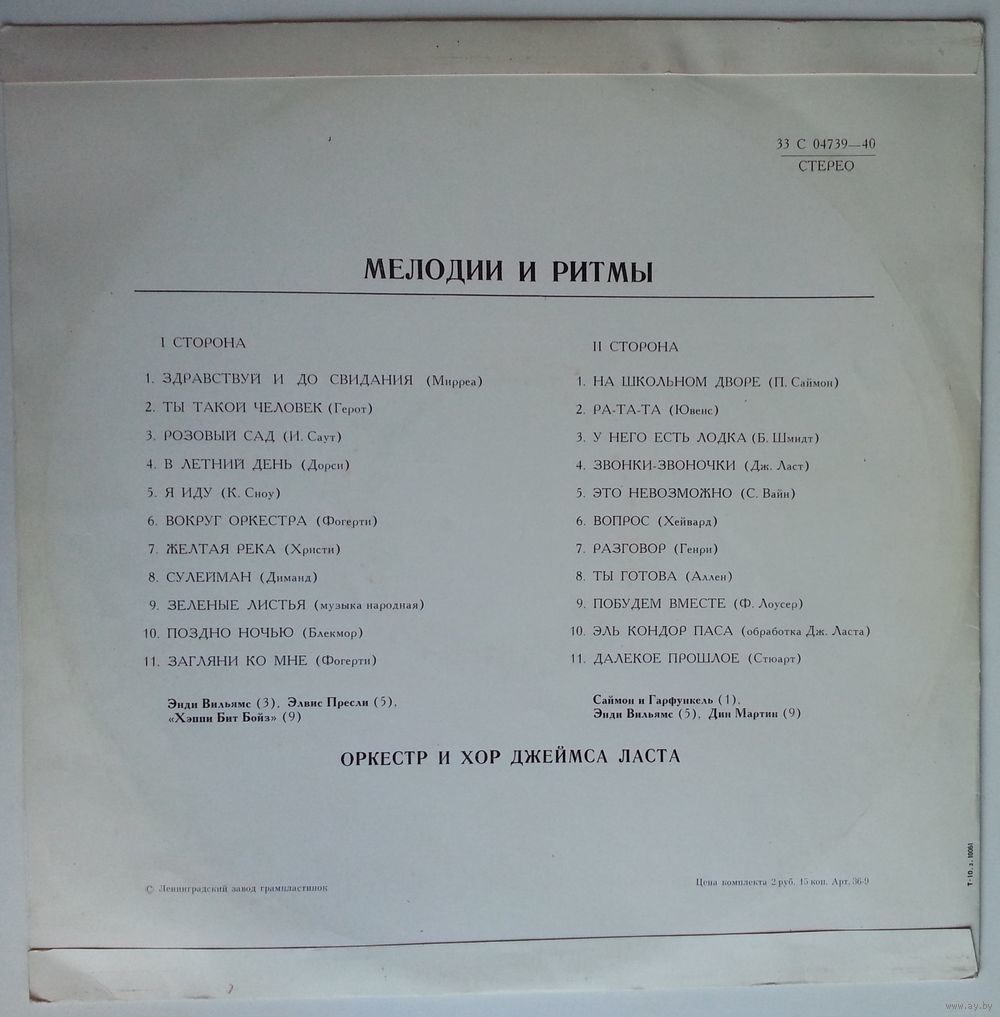 33 С 04739—40
СТЕРЕО
МЕЛОДИИ И РИТМЫ
I СТОРОНА
1. ЗДРАВСТВУЙ И ДО СВИДАНИЯ (Мирреа)
2. ТЫ ТАКОЙ ЧЕЛОВЕК (Герот)
3. РОЗОВЫЙ САД (И. Саут)
4. В ЛЕТНИЙ ДЕНЬ (Дорси)
5. Я ИДУ (К. Сноу)
6. ВОКРУГ ОРКЕСТРА (Фогерти)
7. ЖЕЛТАЯ РЕКА (Христи)
8. СУЛЕЙМАН (Диманд)
9. ЗЕЛЕНЫЕ ЛИСТЬЯ (музыка народная)
10. ПОЗДНО НОЧЬЮ (Блекмор)
11. ЗАГЛЯНИ КО МНЕ (Фогерти)
Энди Вильямс (3), Элвис Пресли (5),
«Хэппи Бит Бойз» (9)
II СТОРОНА
1. НА ШКОЛЬНОМ ДВОРЕ (П. Саймон)
2. РА-ТА-ТА (Ювенс)
3. У НЕГО ЕСТЬ ЛОДКА (Б. Шмидт)
4. ЗВОНКИ-ЗВОНОЧКИ (Дж. Ласт)
5. ЭТО НЕВОЗМОЖНО (С. Вайн)
6. ВОПРОС (Хейвард)
7. РАЗГОВОР (Генри)
8. ТЫ ГОТОВА (Аллен)
9. ПОБУДЕМ ВМЕСТЕ (Ф. Лоусер)
10. ЭЛЬ КОНДОР ПАСА (обработка Дж. Ласта)
11. ДАЛЕКОЕ ПРОШЛОЕ (Стюарт)
Саймон и Гарфункель (1),
Энди Вильямс (5), Дин Мартин (9)
ОРКЕСТР И ХОР ДЖЕЙМСА ЛАСТА
© Ленинградский завод грампластинок
Цена комплекта 2 руб. 15 коп. Арт. 36-9
Т-10. з. 10061
www.ay.by